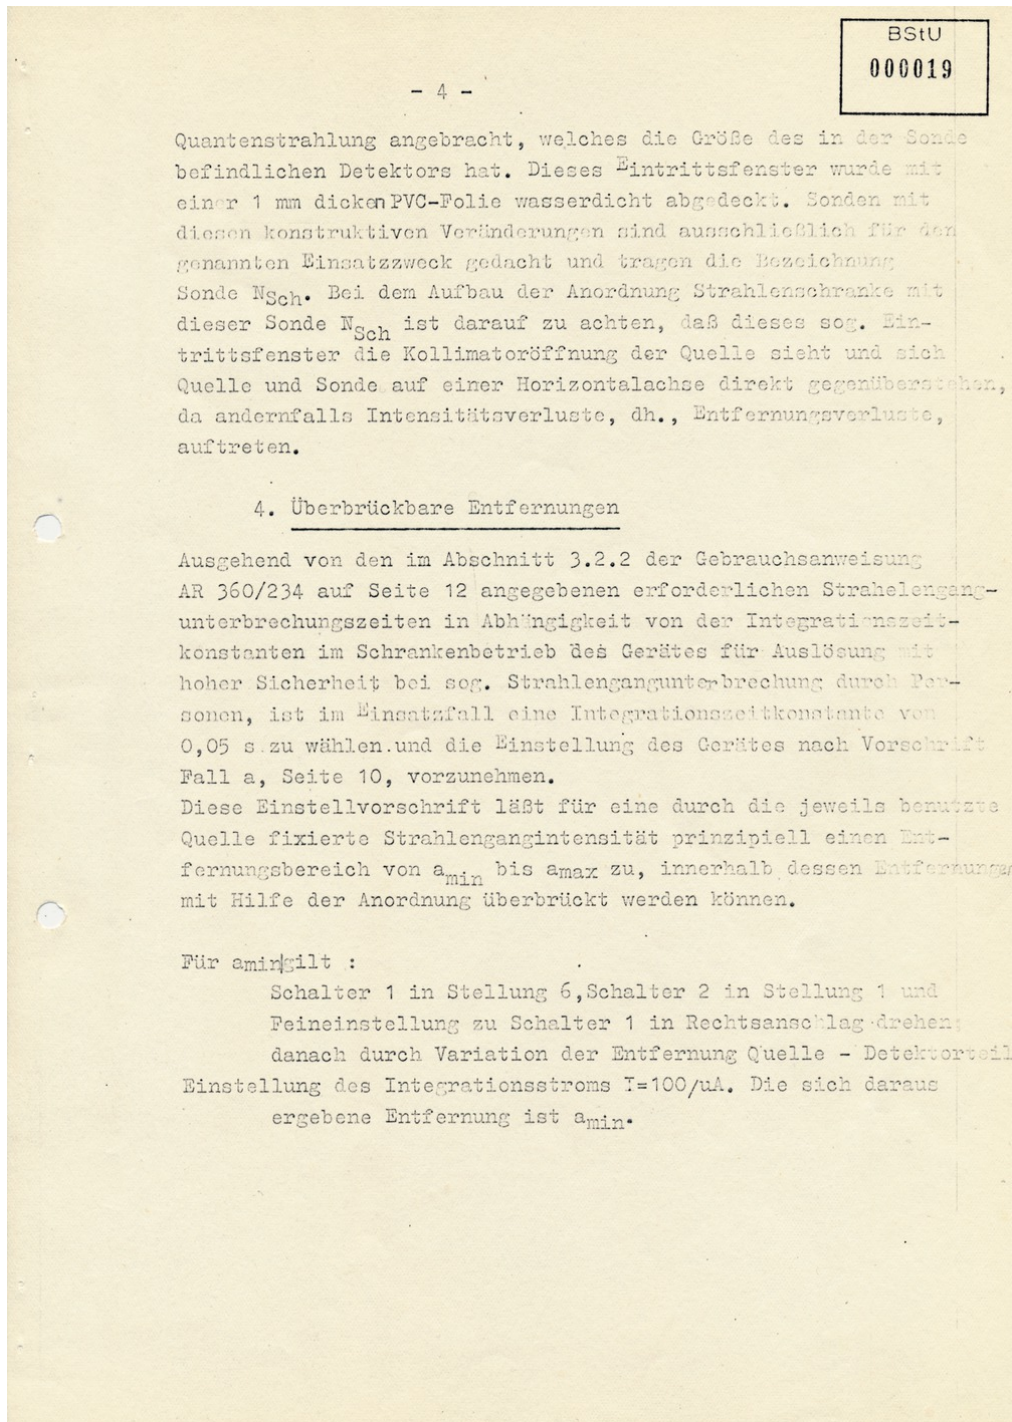 BStU
000019
- 4 -
Quantenstrahlung angebracht, welches die Größe des in der Sonde
befindlichen Detektors hat. Dieses Eintrittsfenster wurde mit
einer 1 mm dicken PVC-Folie wasserdicht abgedeckt. Sonden mit
diesen konstruktiven Veränderungen sind ausschließlich für den
genannten Einsatzzweck gedacht und tragen die Bezeichnung
Sonde NSch. Bei dem Aufbau der Anordnung Strahlenschranke mit
dieser Sonde NSch ist darauf zu achten, daß dieses sog. Ein-
trittsfenster die Kollimatoröffnung der Quelle sieht und sich
Quelle und Sonde auf einer Horizontalachse direkt gegenüberstehen,
da andernfalls Intensitätsverluste, dh., Entfernungsverluste,
auftreten.
4. Überbrückbare Entfernungen
Ausgehend von den im Abschnitt 3.2.2 der Gebrauchsanweisung
AR 360/234 auf Seite 12 angegebenen erforderlichen Strahelengang-
unterbrechungszeiten in Abhängigkeit von der Integrationszeit-
konstanten im Schrankenbetrieb des Gerätes für Auslösung mit
hoher Sicherheit bei sog. Strahlengangunterbrechung durch Per-
sonen, ist im Einsatzfall eine Integrationszeitkonstante von
0,05 s zu wählen.und die Einstellung des Gerätes nach Vorschrift
Fall a, Seite 10, vorzunehmen.
Diese Einstellvorschrift läßt für eine durch die jeweils benutzte
Quelle fixierte Strahlengangintensität prinzipiell einen Ent-
fernungsbereich von amin bis amax zu, innerhalb dessen Entfernungen
mit Hilfe der Anordnung überbrückt werden können.
Für amin gilt :
Schalter 1 in Stellung 6,Schalter 2 in Stellung 1 und
Feineinstellung zu Schalter 1 in Rechtsanschlag drehen;
danach durch Variation der Entfernung Quelle - Detektorteil
Einstellung des Integrationsstroms I=100/uA. Die sich daraus
ergebene Entfernung ist amin.